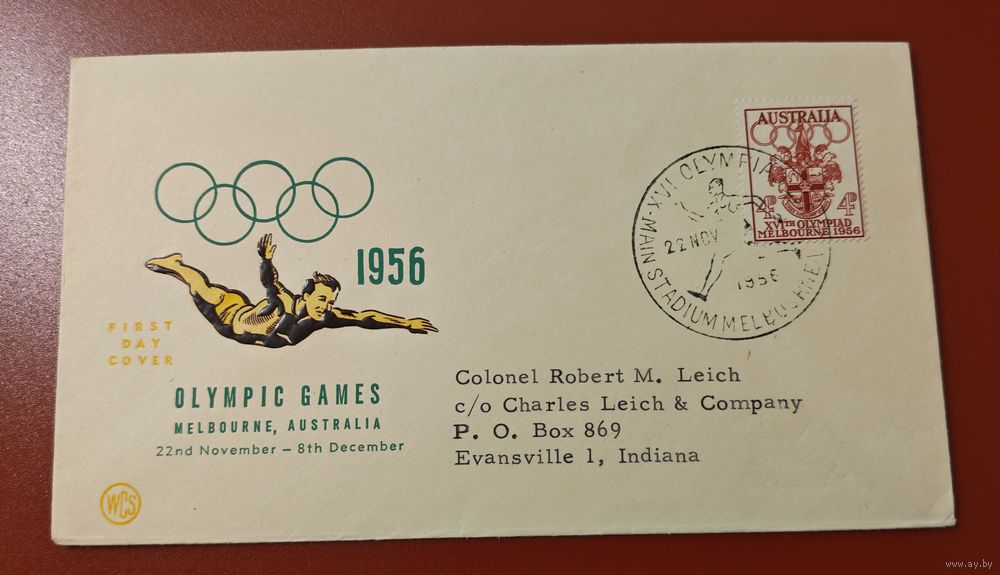 AUSTRALIA
4D 4D
XVITH OLYMPIAD
MELBOURNE 1956
XVI OLYMPIA
22 NOV
1956
MAIN STADIUM MELBOURNE
1956
FIRST
DAY
COVER
OLYMPIC GAMES
MELBOURNE, AUSTRALIA
22nd November – 8th December
WCS
Colonel Robert M. Leich
c/o Charles Leich & Company
P. O. Box 869
Evansville 1, Indiana
www.ay.by